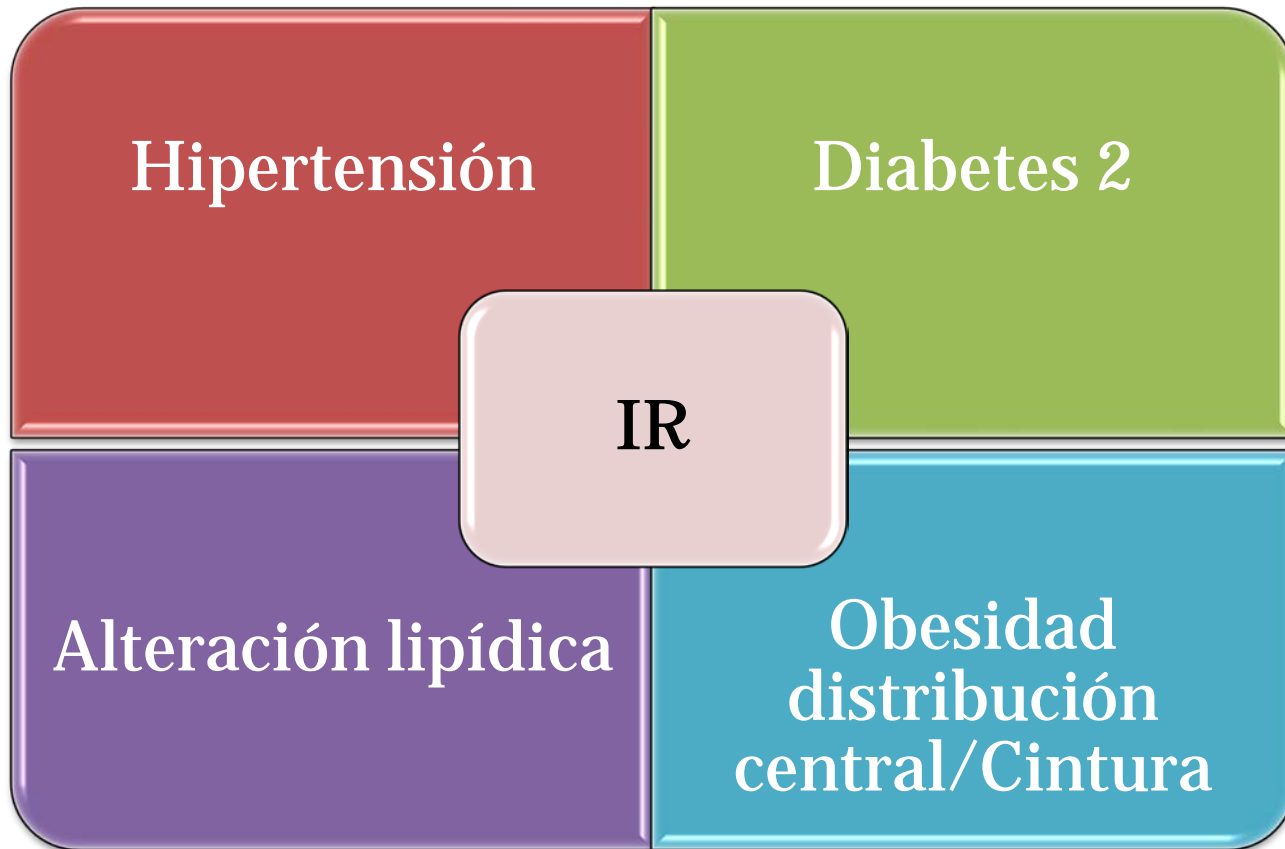 Hipertensión
Diabetes 2
IR
Alteración lipídica
Obesidad
distribución
central/Cintura